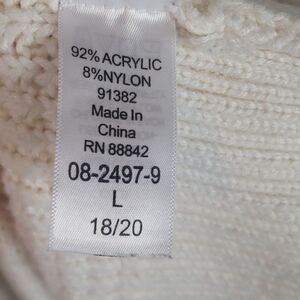 92% ACRYLIC
8%NYLON
91382
Made In
China
RN 88842
08-2497-9
L
18/20